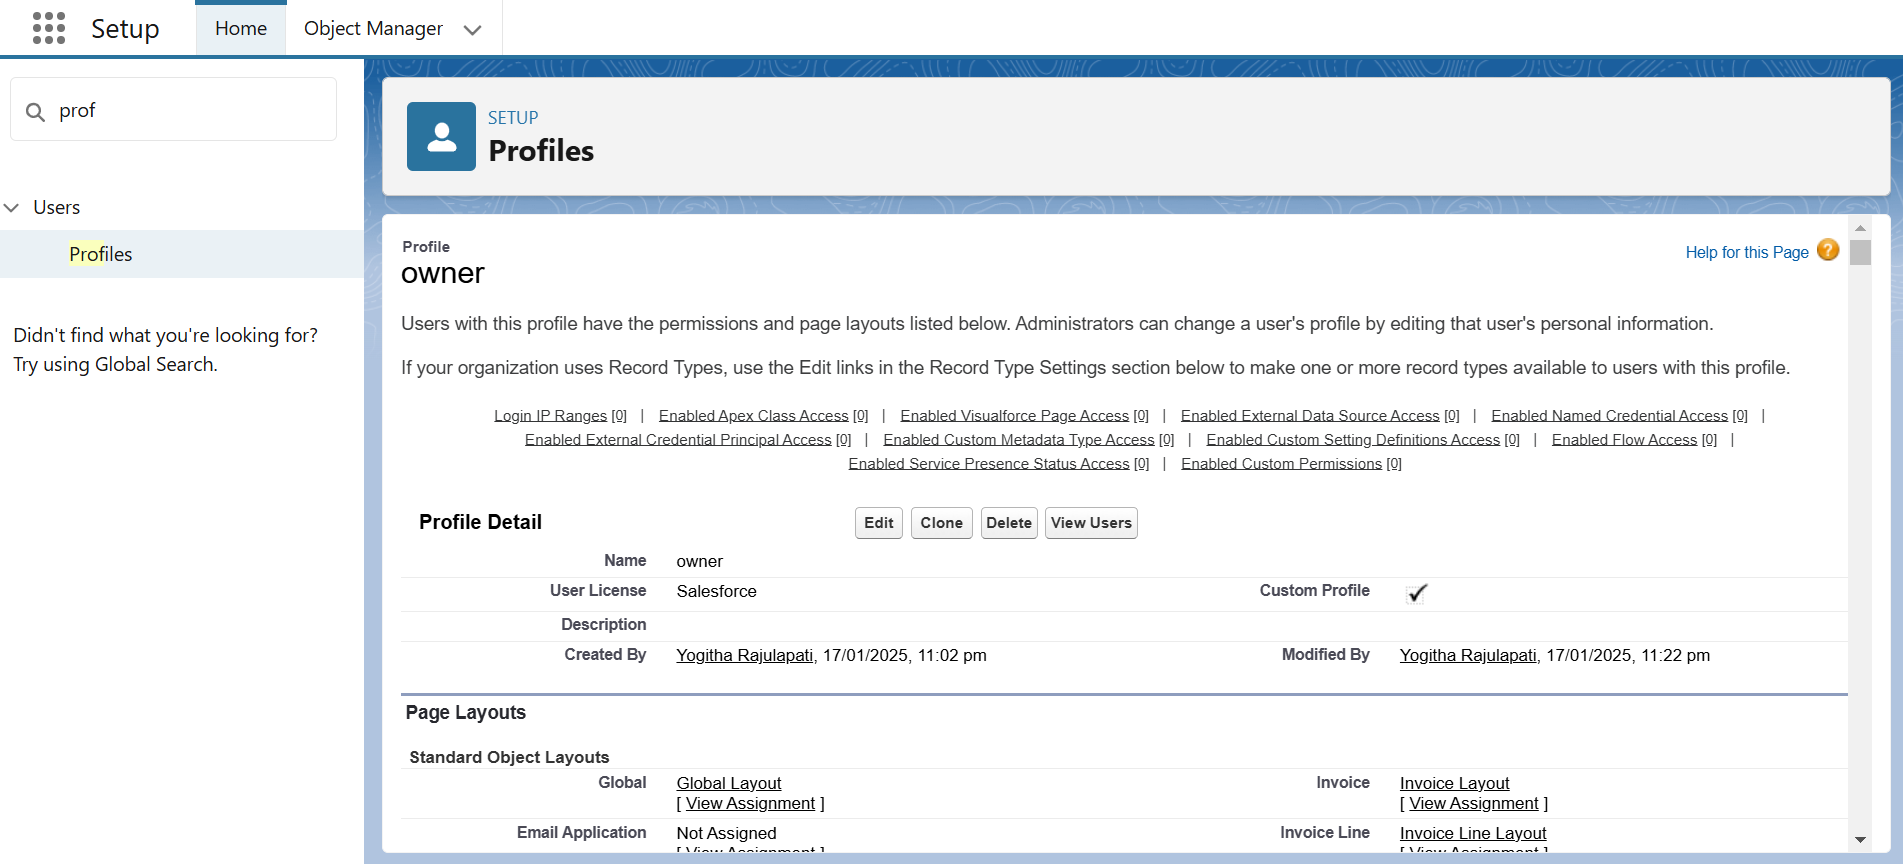 Setup Home Object Manager
prof
SETUP
Profiles
Users
Profiles
Didn't find what you're looking for?
Try using Global Search.
Profile
owner
Help for this Page ?
Users with this profile have the permissions and page layouts listed below. Administrators can change a user's profile by editing that user's personal information.
If your organization uses Record Types, use the Edit links in the Record Type Settings section below to make one or more record types available to users with this profile.
Login IP Ranges [0] | Enabled Apex Class Access [0] | Enabled Visualforce Page Access [0] | Enabled External Data Source Access [0] | Enabled Named Credential Access [0] |
Enabled External Credential Principal Access [0] | Enabled Custom Metadata Type Access [0] | Enabled Custom Setting Definitions Access [0] | Enabled Flow Access [0] |
Enabled Service Presence Status Access [0] | Enabled Custom Permissions [0]
Profile Detail Edit Clone Delete View Users
Name owner
User License Salesforce Custom Profile
Description
Created By Yogitha Rajulapati, 17/01/2025, 11:02 pm Modified By Yogitha Rajulapati, 17/01/2025, 11:22 pm
Page Layouts
Standard Object Layouts
Global Global Layout Invoice Invoice Layout
[ View Assignment ] [ View Assignment ]
Email Application Not Assigned Invoice Line Invoice Line Layout
[ View Assignment ] [ View Assignment ]